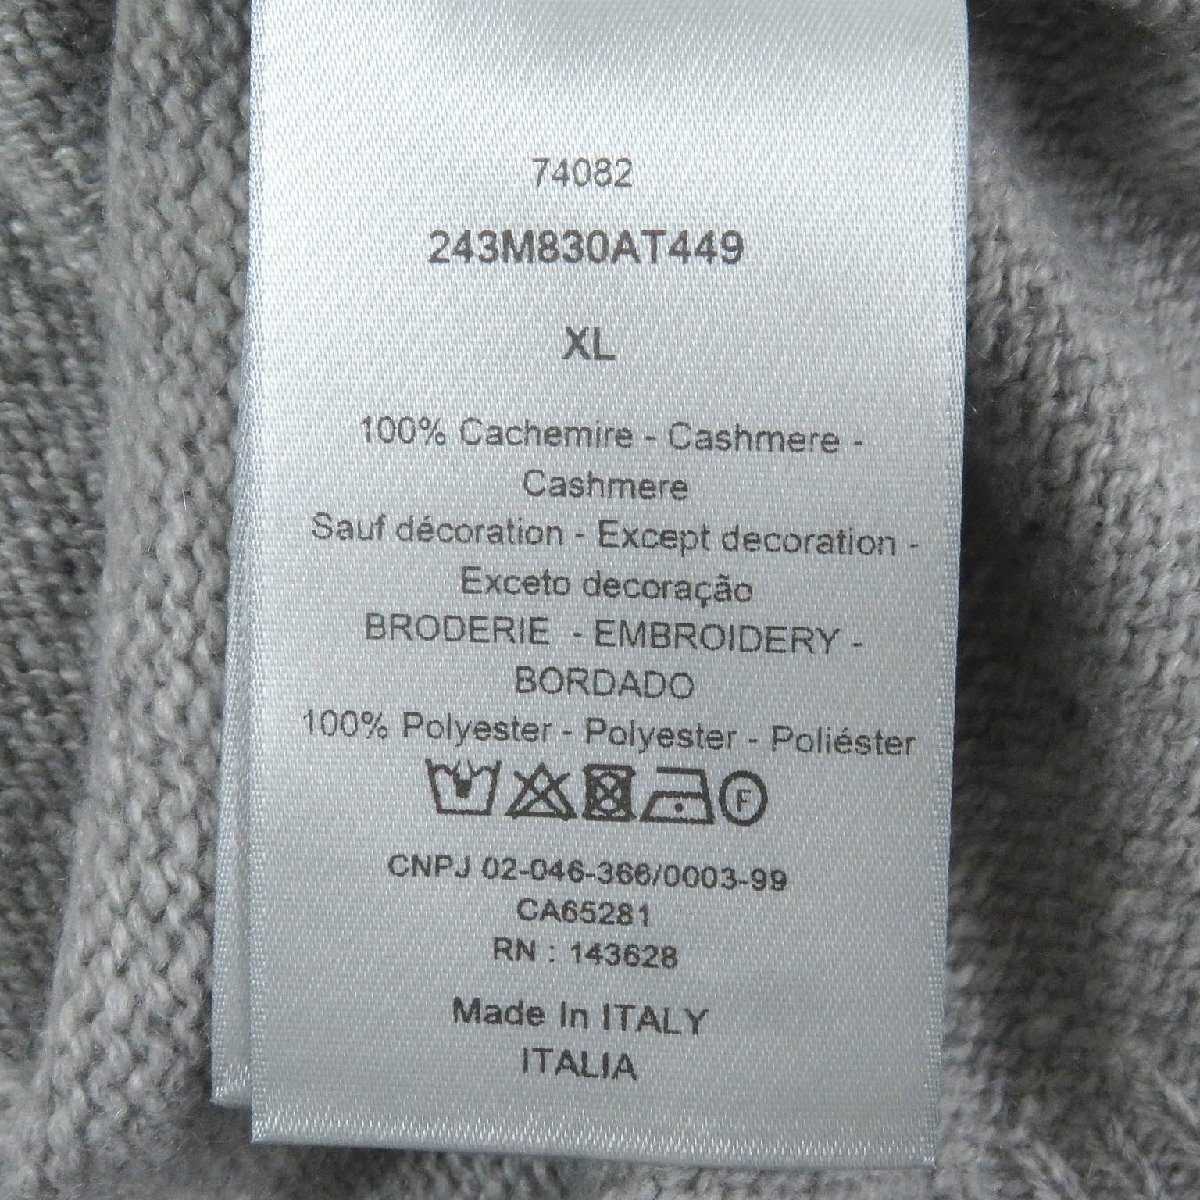 74082
243M830AT449
XL
100% Cachemire - Cashmere -
Cashmere
Sauf décoration - Except decoration -
Exceto decoração
BRODERIE - EMBROIDERY -
BORDADO
100% Polyester - Polyester - Poliéster
F
CNPJ 02-046-366/0003-99
CA65281
RN : 143628
Made In ITALY
ITALIA